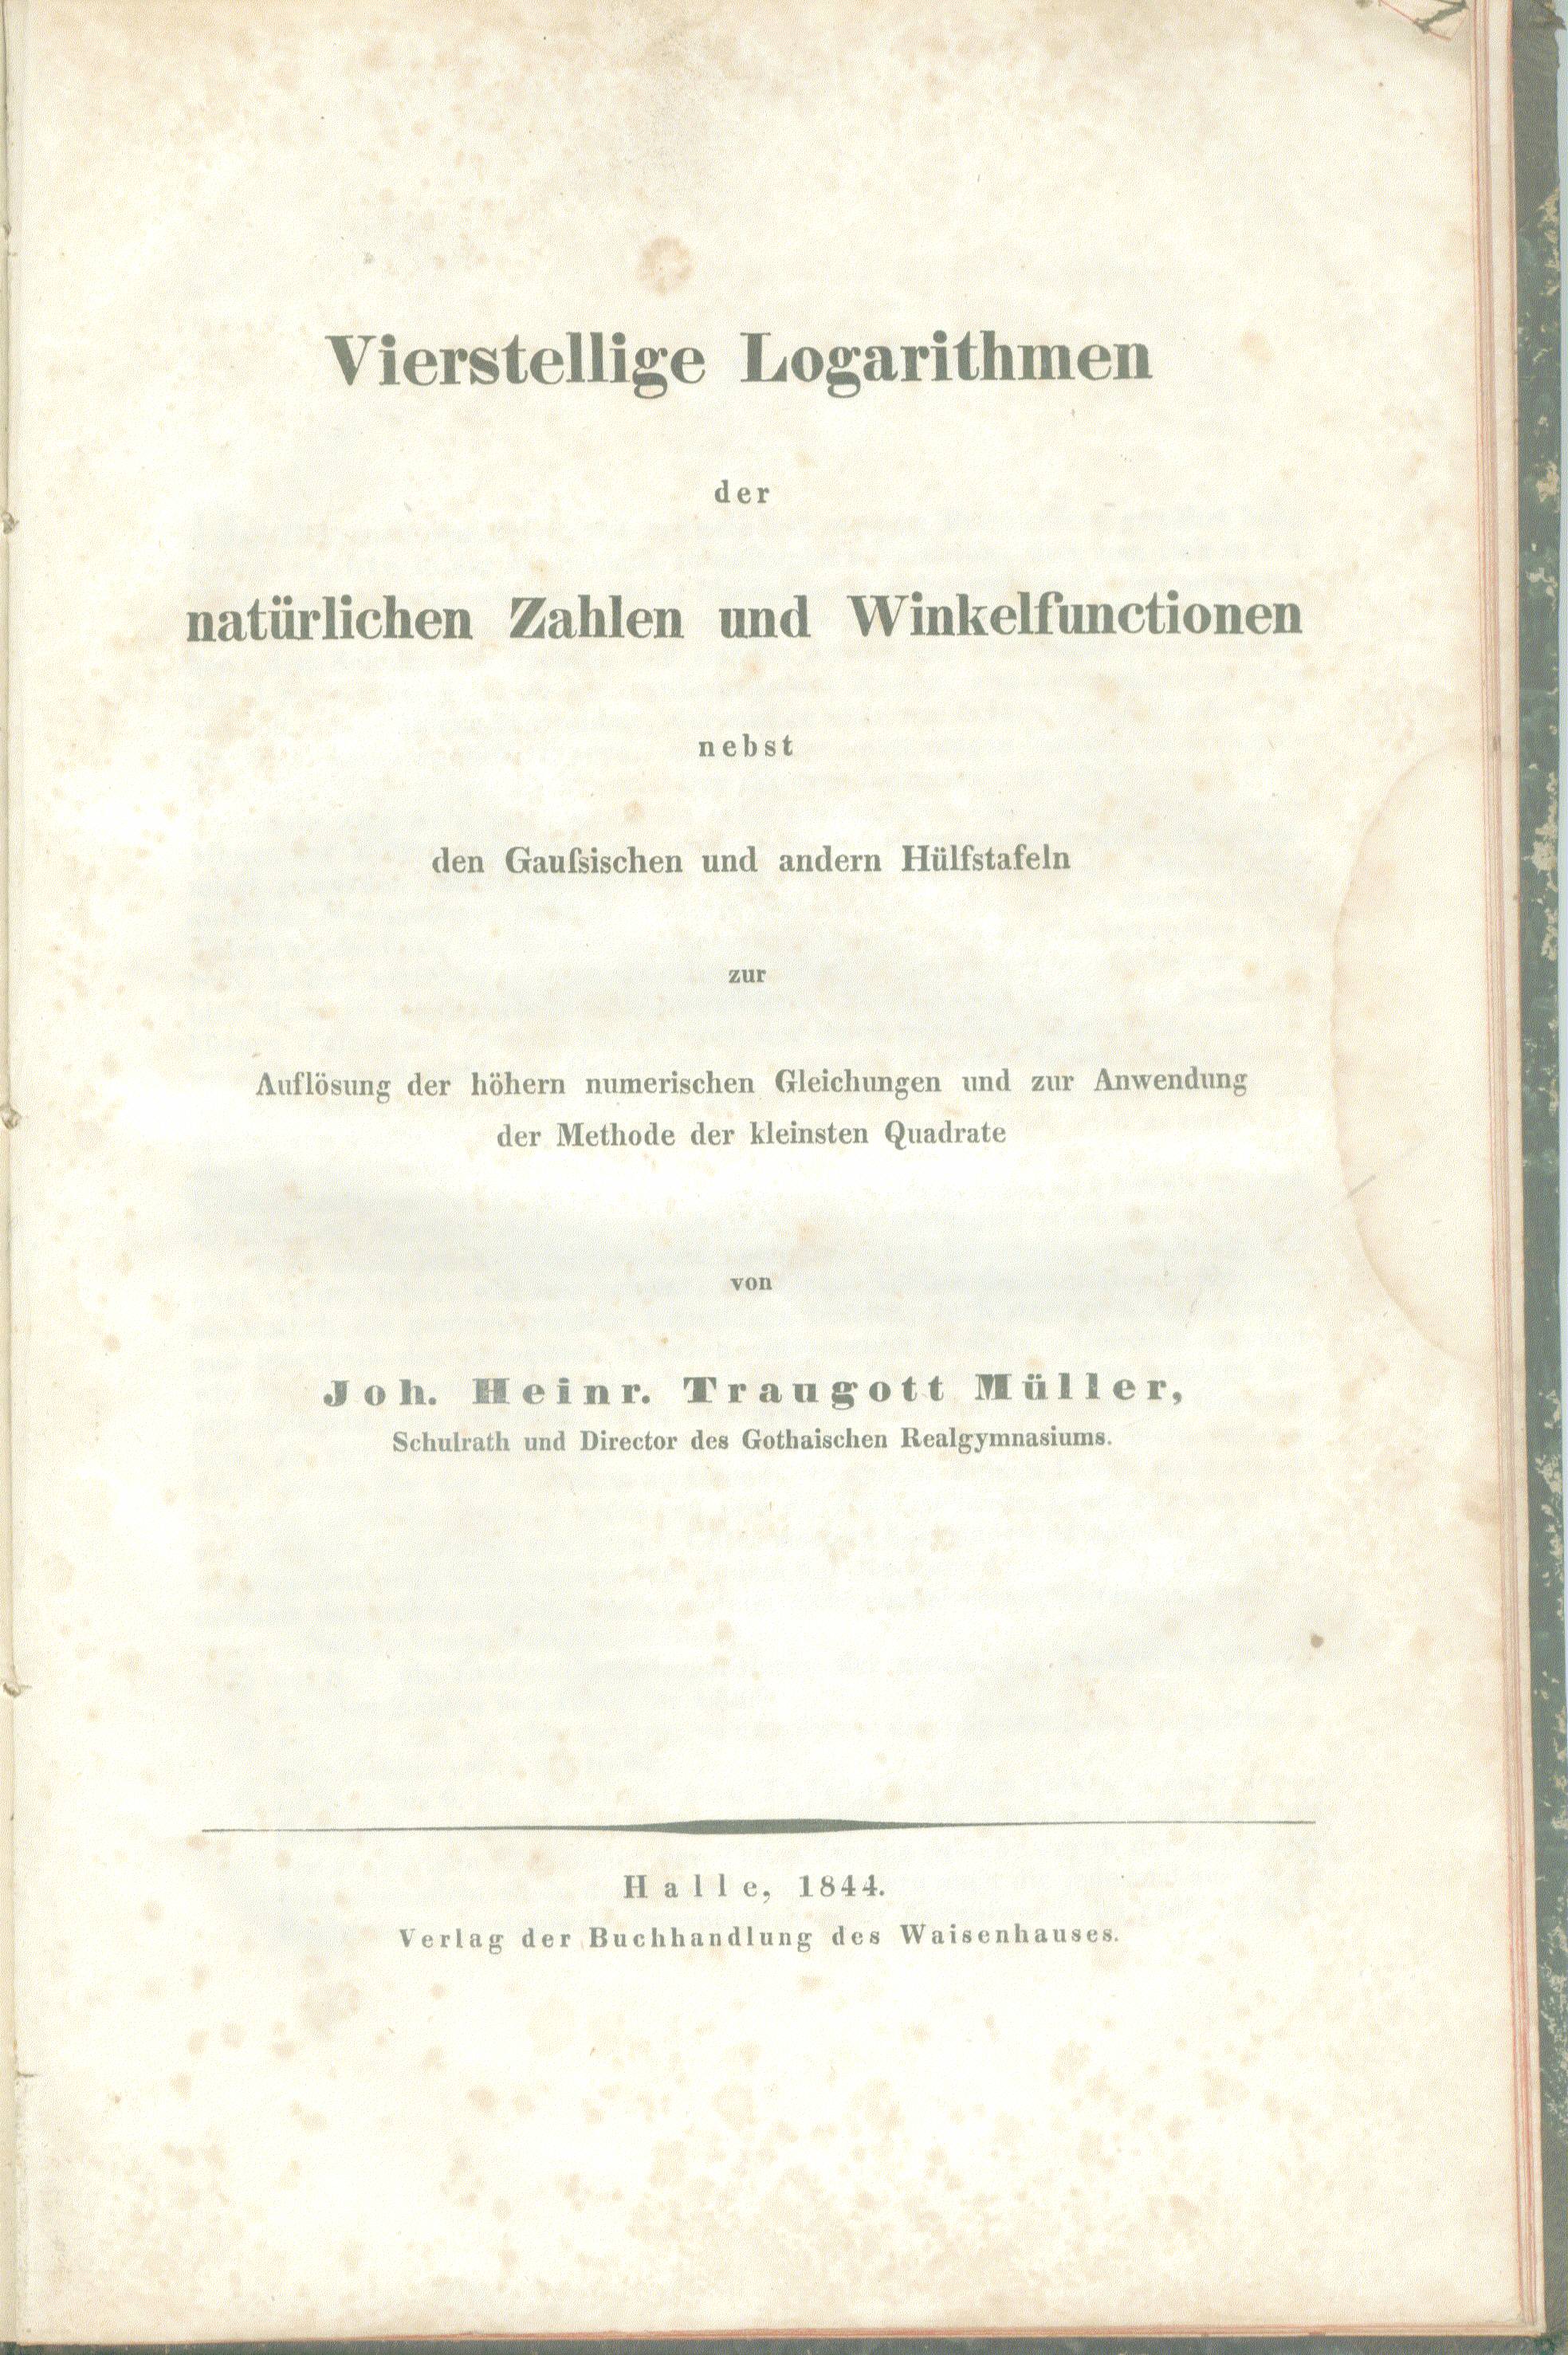 Vierstellige Logarithmen
der
natürlichen Zahlen und Winkelfunctionen
nebst
den Gauſsischen und andern Hülfstafeln
zur
Auflösung der höhern numerischen Gleichungen und zur Anwendung
der Methode der kleinsten Quadrate
von
Joh. Heinr. Traugott Müller,
Schulrath und Director des Gothaischen Realgymnasiums.
Halle, 1844.
Verlag der Buchhandlung des Waisenhauses.